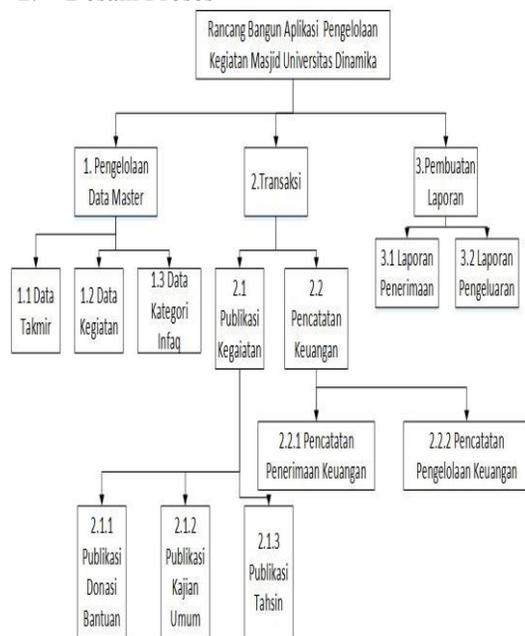 Rancang Bangun Aplikasi Pengelolaan
Kegiatan Masjid Universitas Dinamika
1. Pengelolaan
Data Master
2.Transaksi
3.Pembuatan
Laporan
1.1 Data
Takmir
1.2 Data
Kegiatan
1.3 Data
Kategori
Infaq
2.1
Publikasi
Kegaiatan
2.2
Pencatatan
Keuangan
3.1 Laporan
Penerimaan
3.2 Laporan
Pengeluaran
2.2.1 Pencatatan
Penerimaan Keuangan
2.2.2 Pencatatan
Pengelolaan Keuangan
2.1.1
Publikasi
Donasi
Bantuan
2.1.2
Publikasi
Kajian
Umum
2.1.3
Publikasi
Tahsin